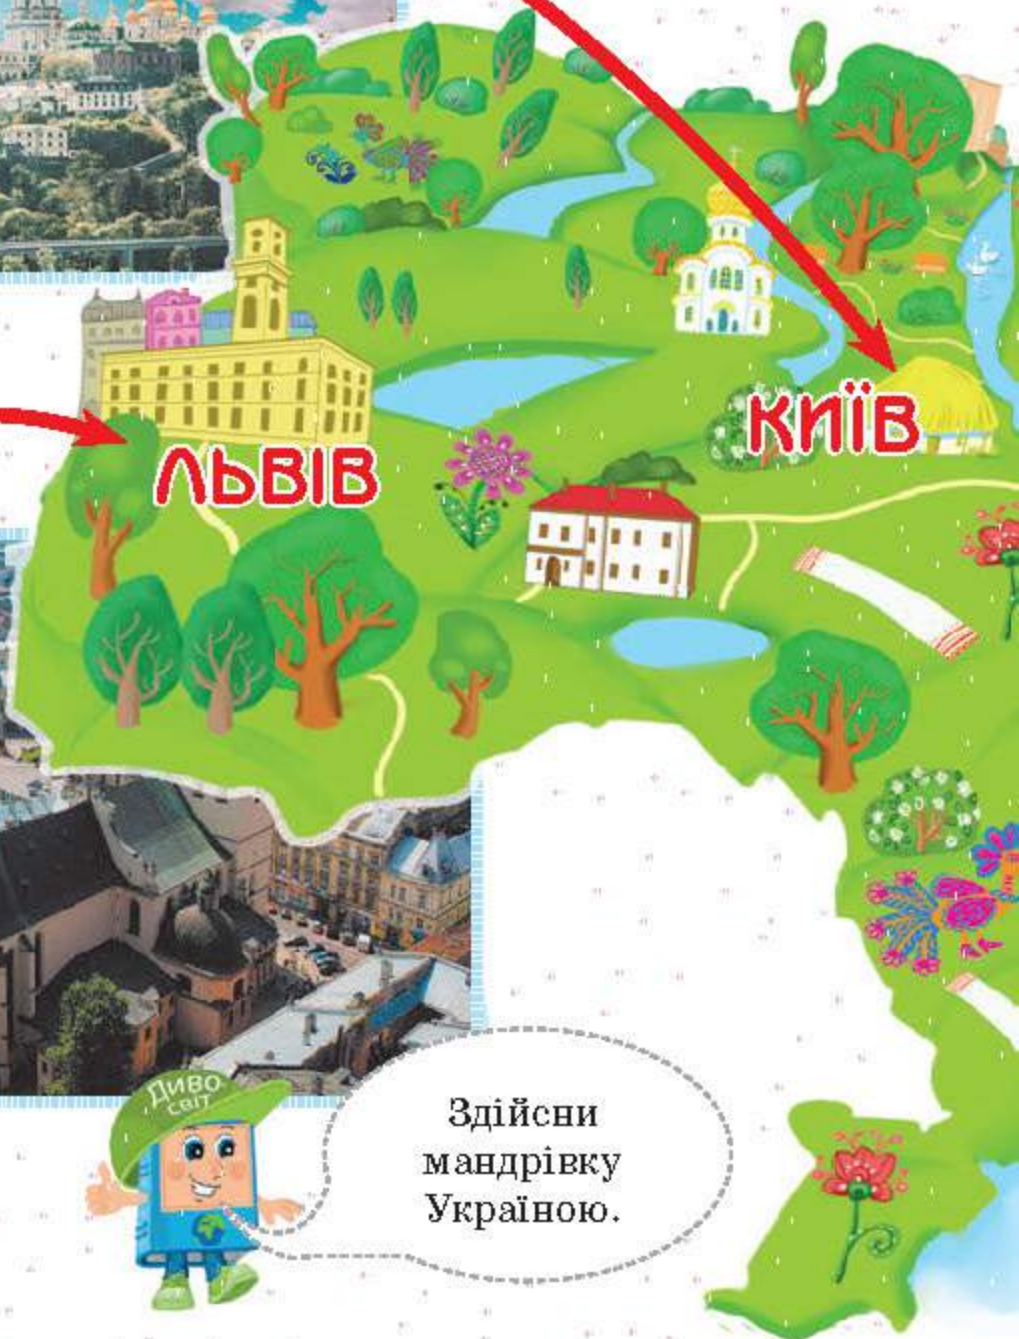 ЛЬВІВ
КИЇВ
ДИВО
СВІТ
Здійсни
мандрівку
Україною.